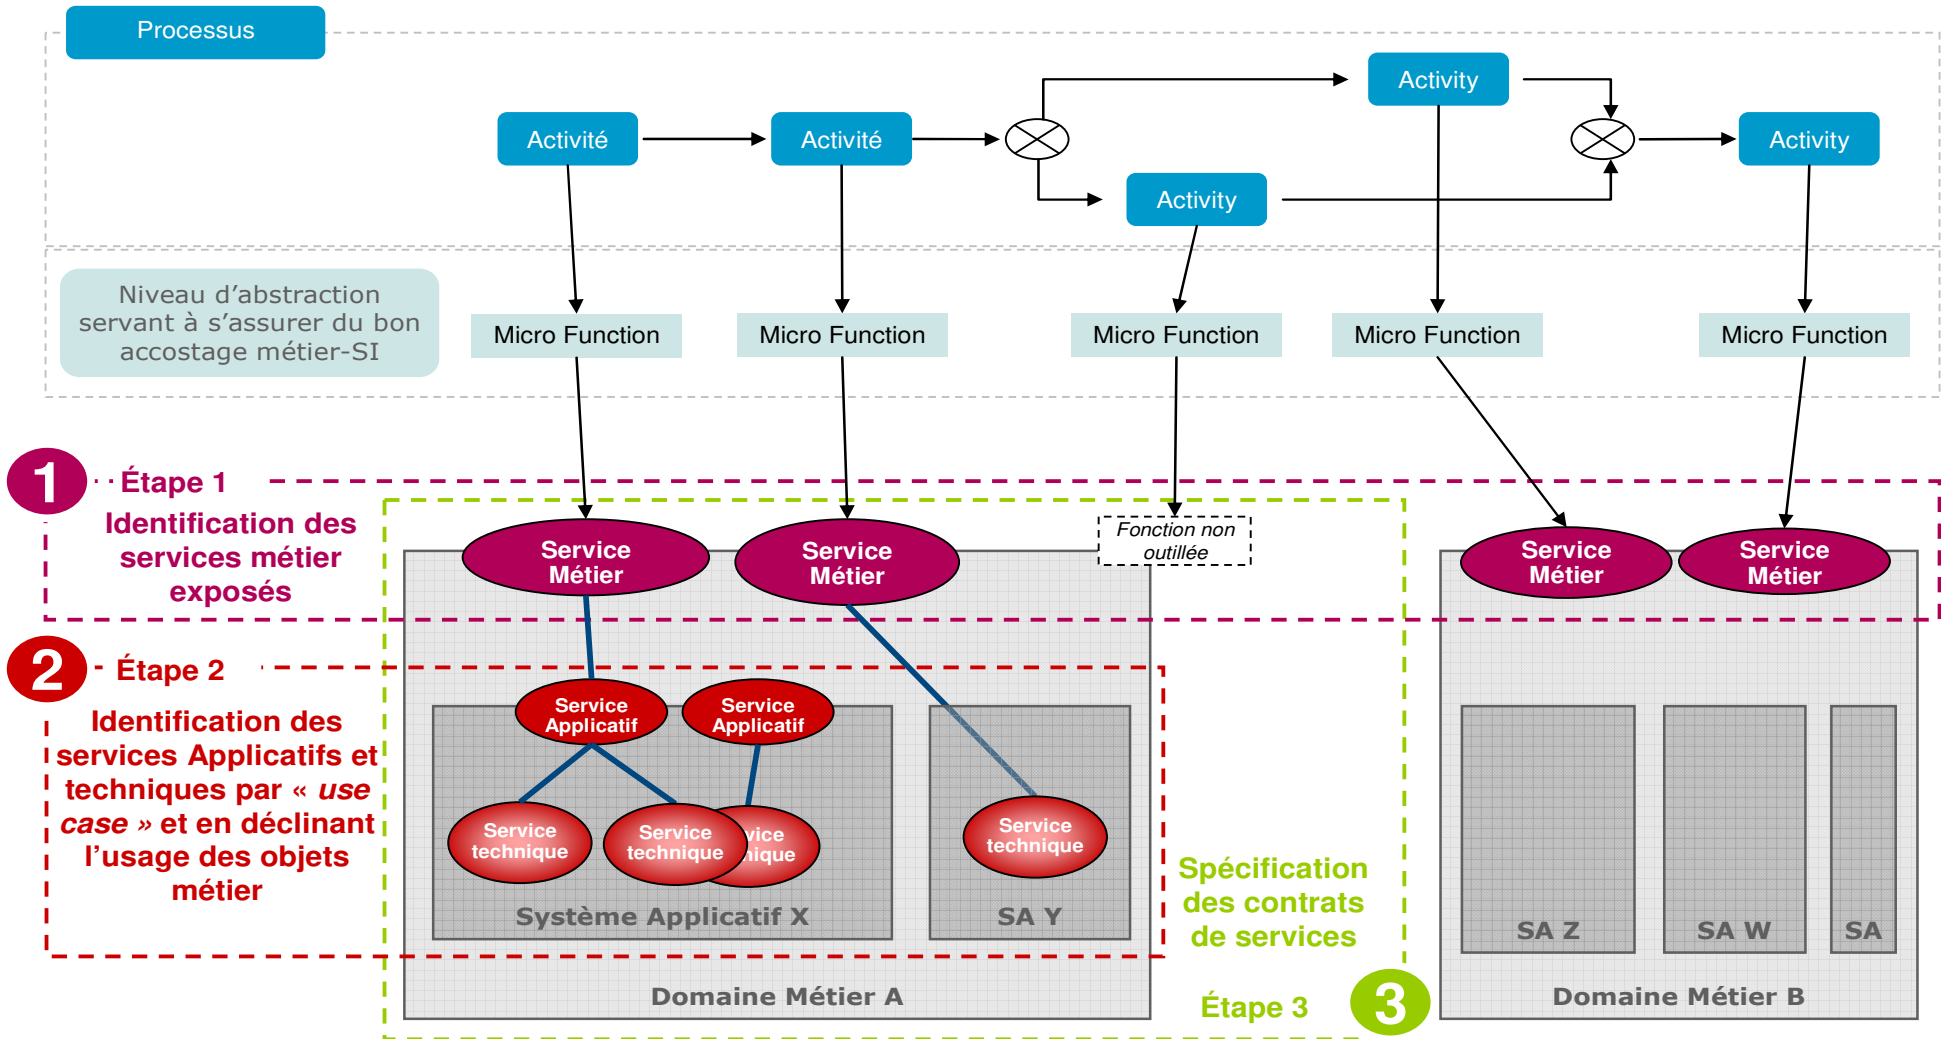 Processus
Activité
Activité
Activity
Activity
Activity
Niveau d’abstraction
servant à s’assurer du bon
accostage métier-SI
Micro Function
Micro Function
Micro Function
Micro Function
Micro Function
1
Étape 1
Identification des
services métier
exposés
Service
Métier
Service
Métier
Fonction non
outillée
Service
Métier
Service
Métier
2
Étape 2
Identification des
services Applicatifs et
techniques par « use
case » et en déclinant
l’usage des objets
métier
Service
Applicatif
Service
Applicatif
Service
technique
Service
technique
vice
nique
Service
technique
Système Applicatif X
SA Y
Domaine Métier A
Spécification
des contrats
de services
Étape 3
3
SA Z
SA W
SA
Domaine Métier B